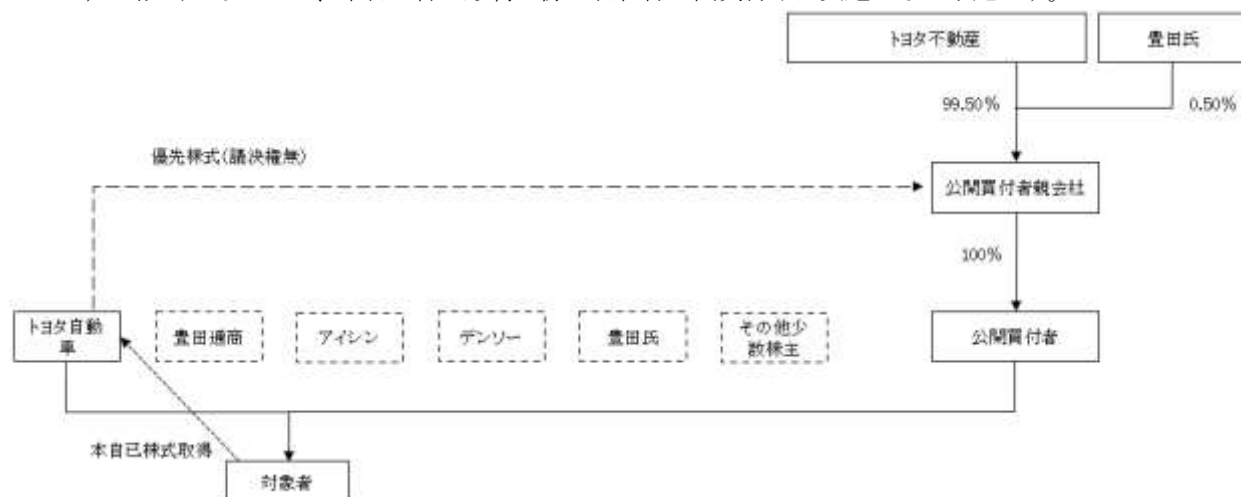 トヨタ不動産
豊田氏
99.50%
0.50%
優先株式(議決権無)
公開買付者親会社
100%
トヨタ自動
車
豊田通商
アイシン
デンソー
豊田氏
その他少
数株主
公開買付者
本自己株式取得
対象者